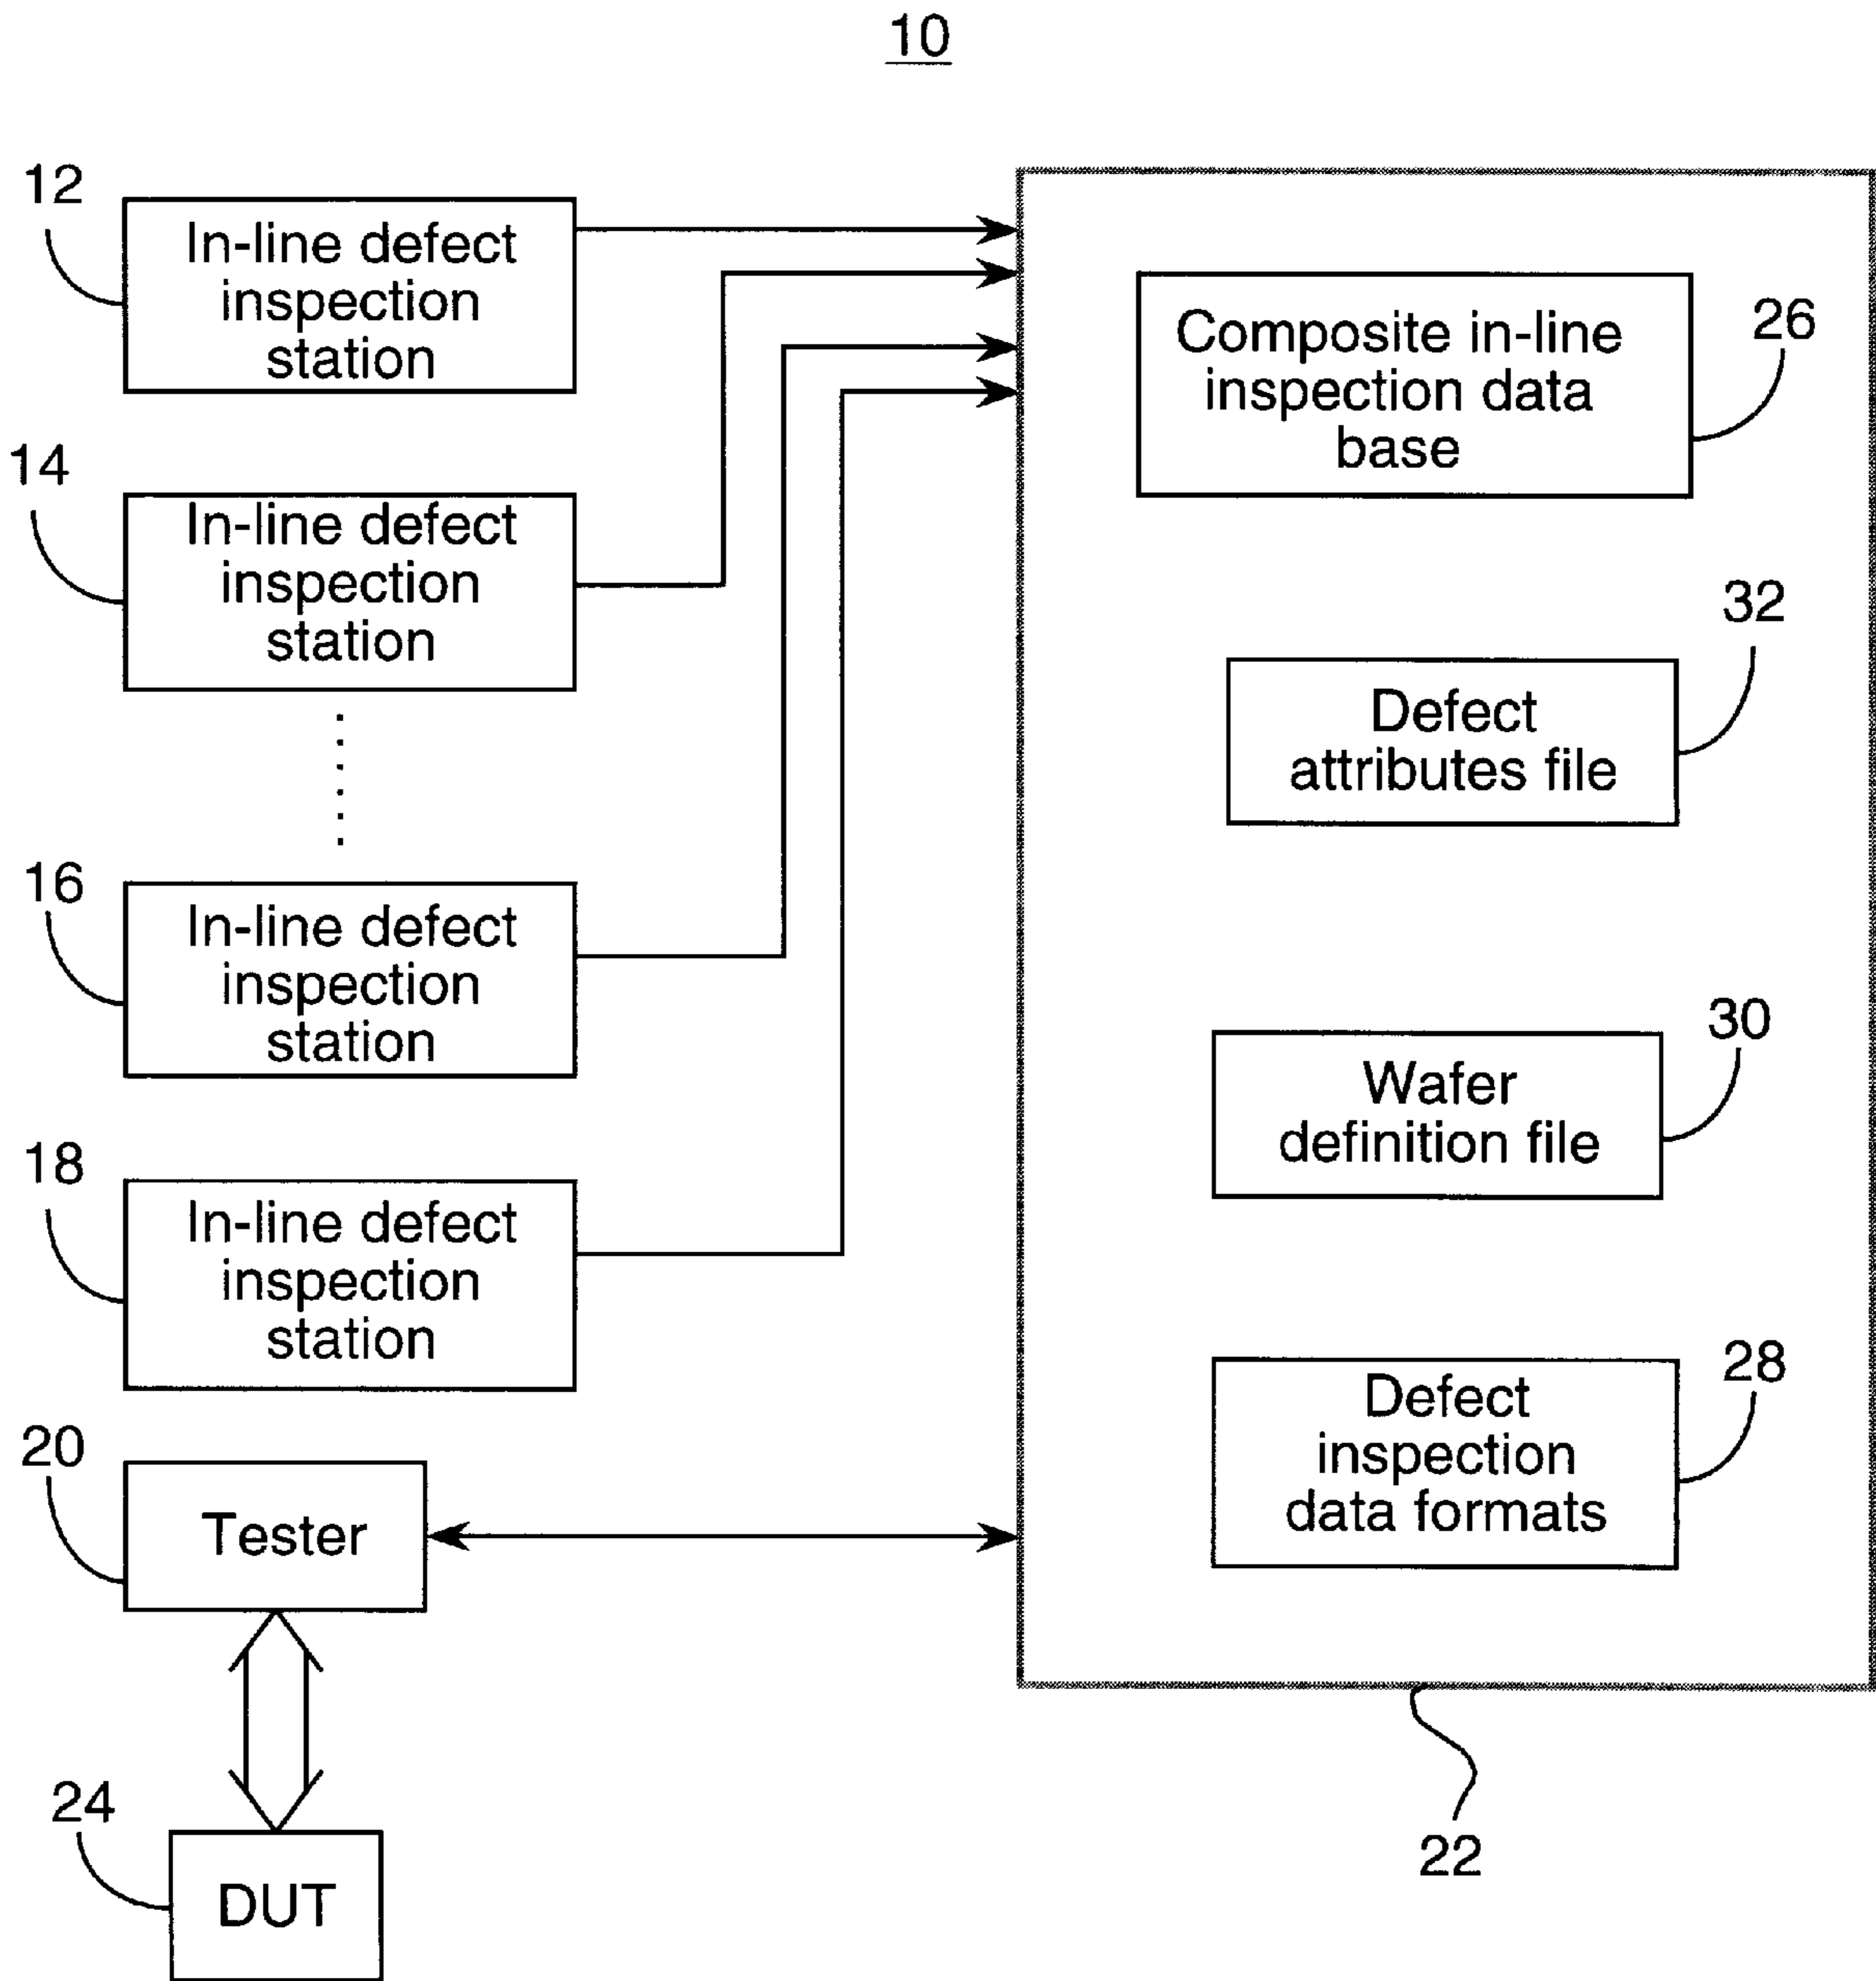 10
12
In-line defect
inspection
station
14
In-line defect
inspection
station
16
In-line defect
inspection
station
18
In-line defect
inspection
station
20
Tester
24
DUT
Composite in-line
inspection data
base
26
Defect
attributes file
32
Wafer
definition file
30
Defect
inspection
data formats
28
22